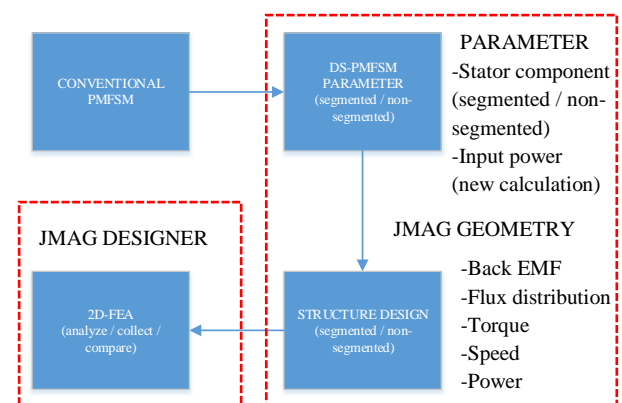 CONVENTIONAL
PMFSM
DS-PMFSM
PARAMETER
(segmented / non-
segmented)
PARAMETER
-Stator component
(segmented / non-
segmented)
-Input power
(new calculation)
JMAG DESIGNER
JMAG GEOMETRY
2D-FEA
(analyze / collect /
compare)
STRUCTURE DESIGN
(segmented / non-
segmented)
-Back EMF
-Flux distribution
-Torque
-Speed
-Power